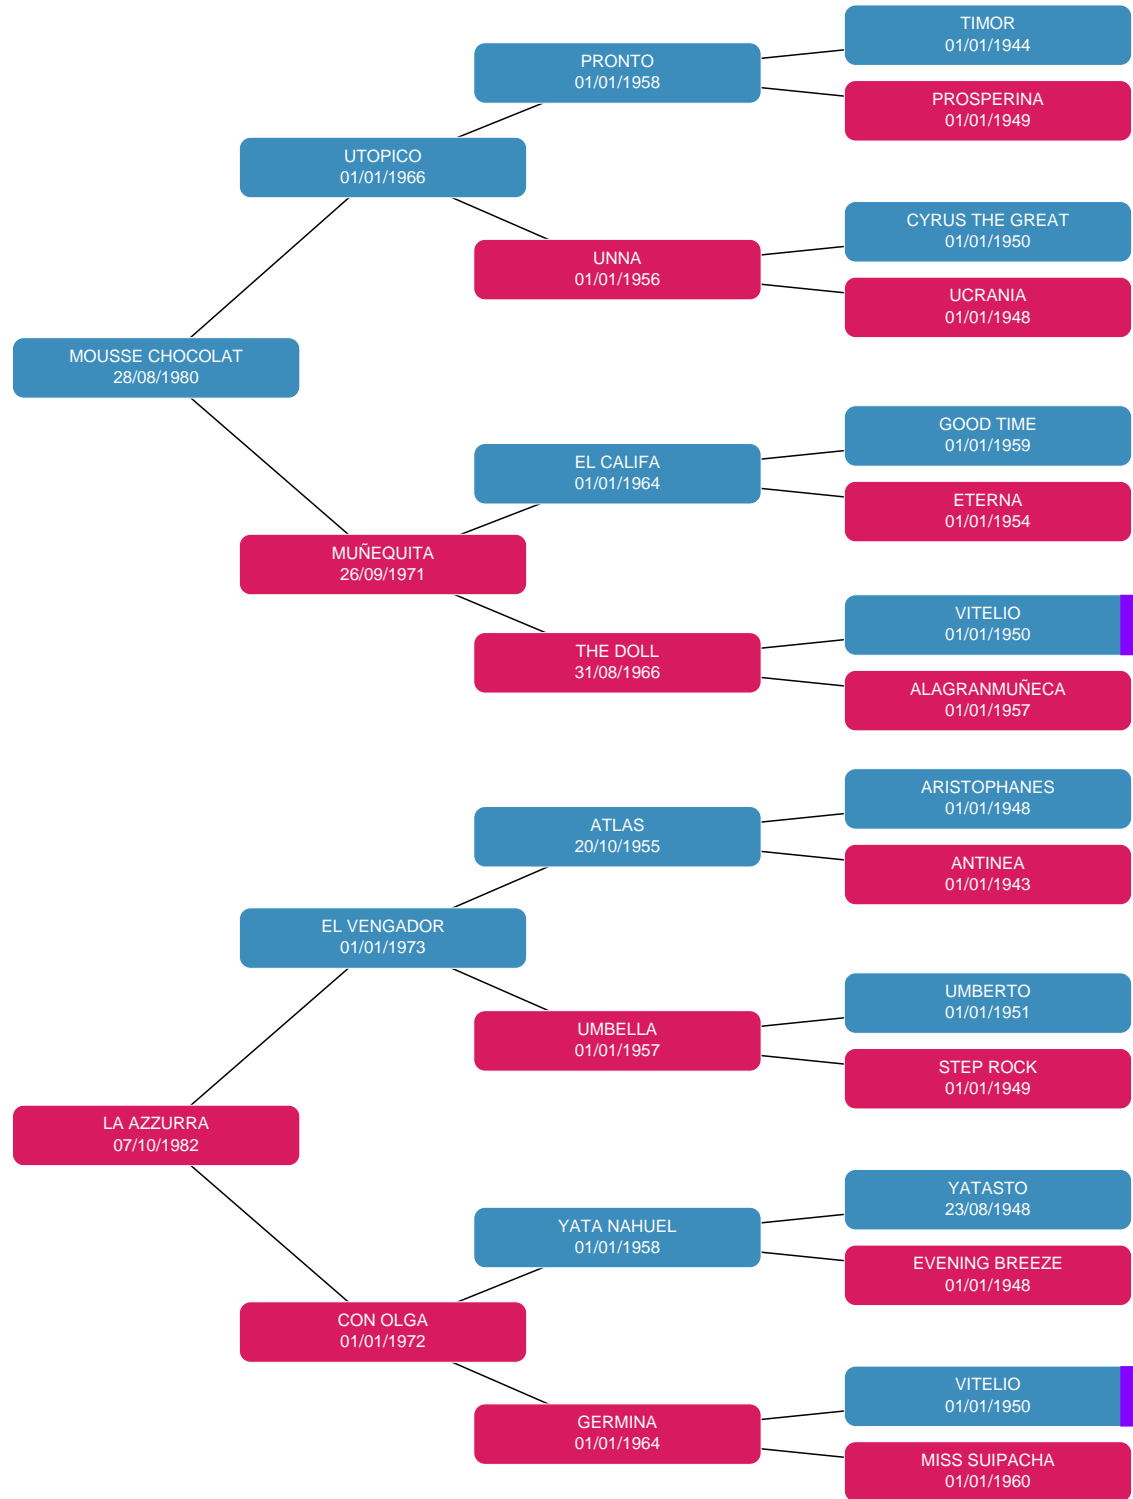 TIMOR
01/01/1944
PRONTO
01/01/1958
PROSPERINA
01/01/1949
UTOPICO
01/01/1966
CYRUS THE GREAT
01/01/1950
UNNA
01/01/1956
UCRANIA
01/01/1948
MOUSSE CHOCOLAT
28/08/1980
GOOD TIME
01/01/1959
EL CALIFA
01/01/1964
ETERNA
01/01/1954
MUÑEQUITA
26/09/1971
VITELIO
01/01/1950
THE DOLL
31/08/1966
ALAGRANMUÑECA
01/01/1957
ARISTOPHANES
01/01/1948
ATLAS
20/10/1955
ANTINEA
01/01/1943
EL VENGADOR
01/01/1973
UMBERTO
01/01/1951
UMBELLA
01/01/1957
STEP ROCK
01/01/1949
LA AZZURRA
07/10/1982
YATASTO
23/08/1948
YATA NAHUEL
01/01/1958
EVENING BREEZE
01/01/1948
CON OLGA
01/01/1972
VITELIO
01/01/1950
GERMINA
01/01/1964
MISS SUIPACHA
01/01/1960